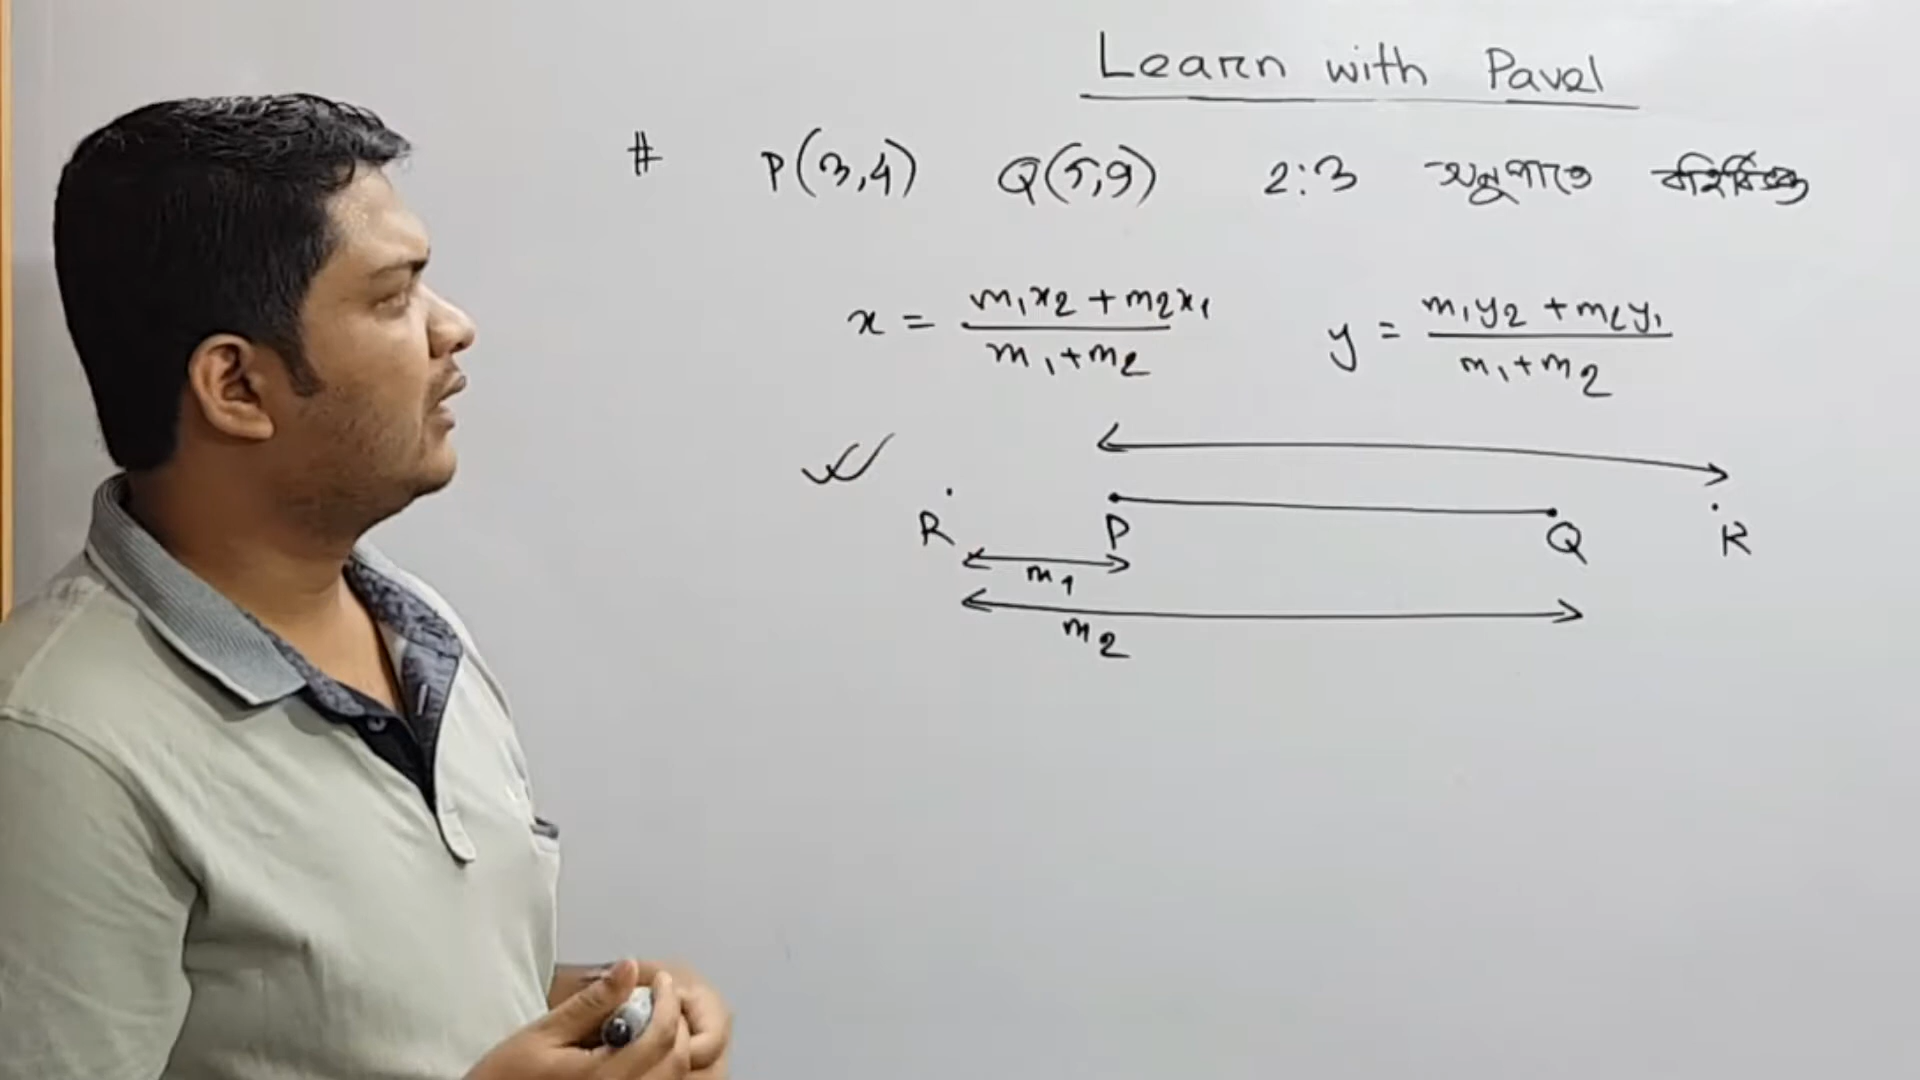 Learn with Pavel
# P(3,4) Q(5,9) 2:3 অনুপাতে বহির্বিভক্ত
x = (m₁x₂ + m₂x₁)/(m₁+m₂) y = (m₁y₂ + m₂y₁)/(m₁+m₂)
R P Q R
m₁
m₂